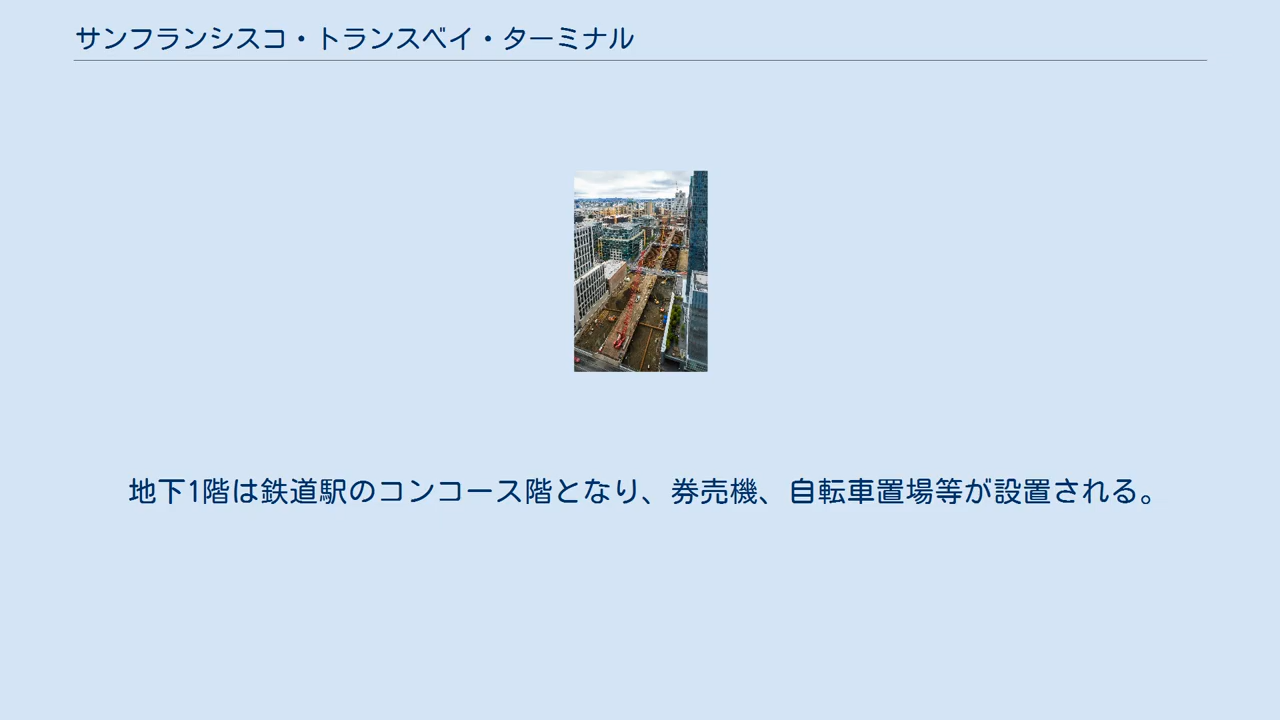 サンフランシスコ・トランスベイ・ターミナル
地下1階は鉄道駅のコンコース階となり、券売機、自転車置場等が設置される。